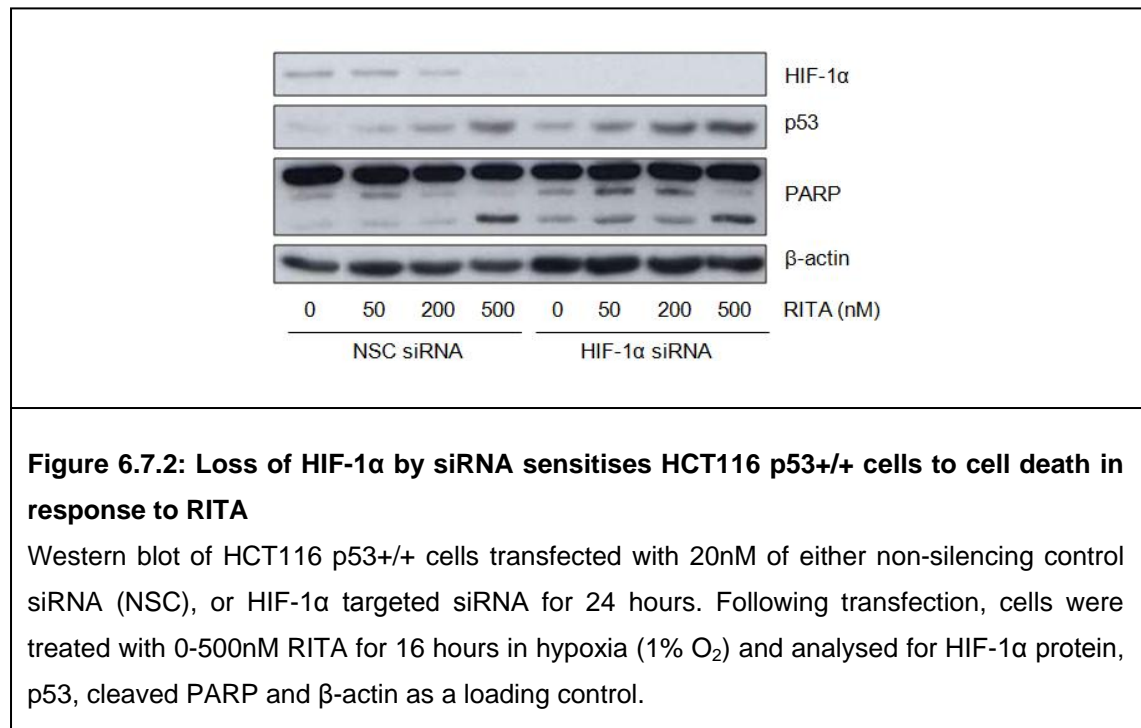 HIF-1α
p53
PARP
β-actin
0 50 200 500 0 50 200 500 RITA (nM)
NSC siRNA HIF-1α siRNA
Figure 6.7.2: Loss of HIF-1α by siRNA sensitises HCT116 p53+/+ cells to cell death in
response to RITA
Western blot of HCT116 p53+/+ cells transfected with 20nM of either non-silencing control
siRNA (NSC), or HIF-1α targeted siRNA for 24 hours. Following transfection, cells were
treated with 0-500nM RITA for 16 hours in hypoxia (1% O₂) and analysed for HIF-1α protein,
p53, cleaved PARP and β-actin as a loading control.